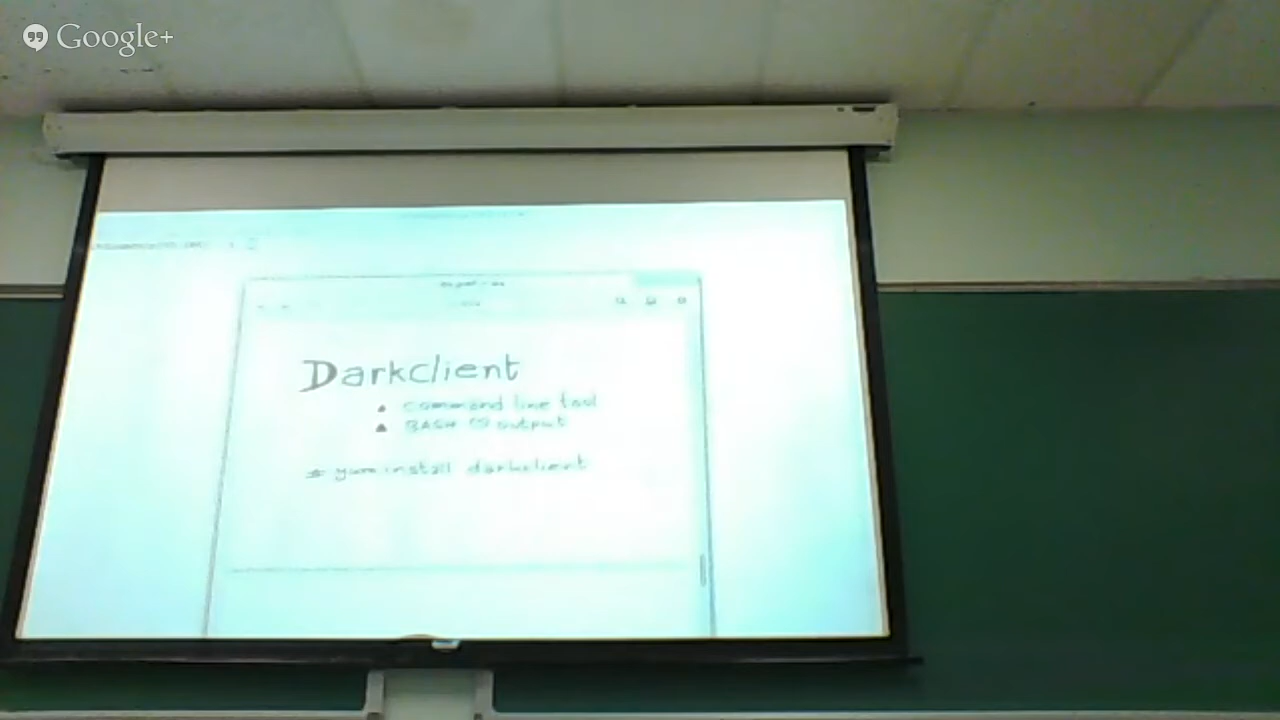 Google+
Darkclient
command line tool
BASH output
# yum install darkclient